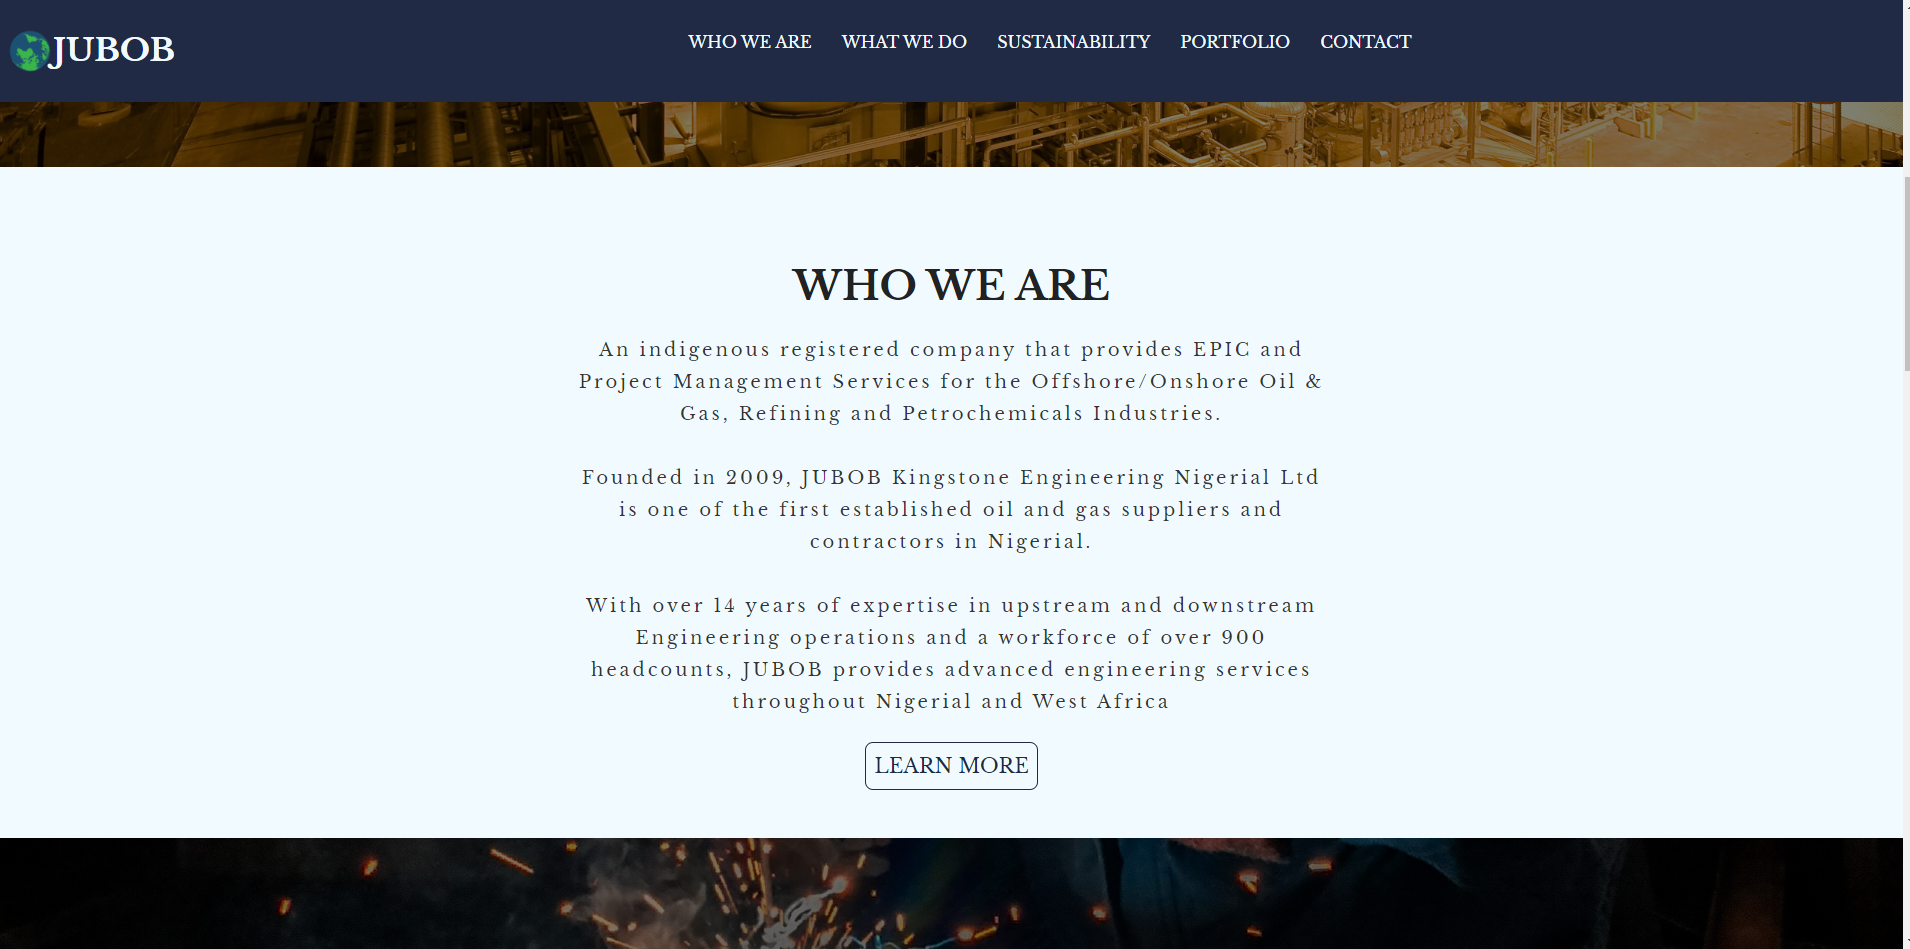 JUBOB
WHO WE ARE WHAT WE DO SUSTAINABILITY PORTFOLIO CONTACT
WHO WE ARE
An indigenous registered company that provides EPIC and
Project Management Services for the Offshore/Onshore Oil &
Gas, Refining and Petrochemicals Industries.
Founded in 2009, JUBOB Kingstone Engineering Nigerial Ltd
is one of the first established oil and gas suppliers and
contractors in Nigerial.
With over 14 years of expertise in upstream and downstream
Engineering operations and a workforce of over 900
headcounts, JUBOB provides advanced engineering services
throughout Nigerial and West Africa
LEARN MORE